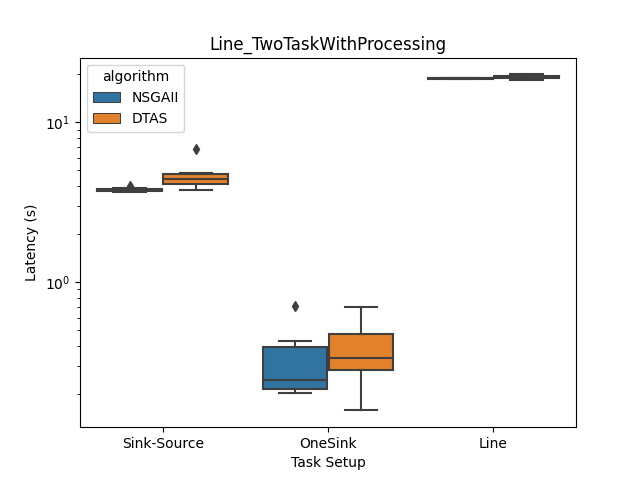 Line_TwoTaskWithProcessing
algorithm
NSGAII
DTAS
10¹
10⁰
Latency (s)
Sink-Source
OneSink
Line
Task Setup